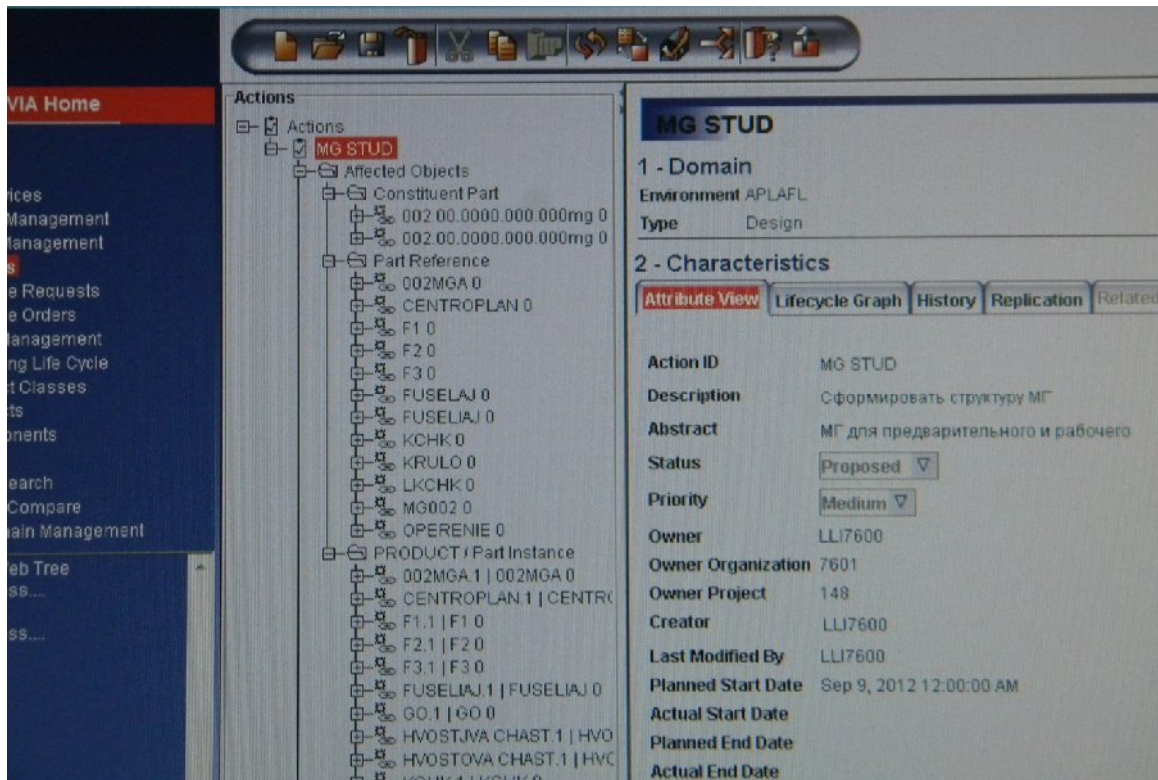 VIA Home
ices
Management
Management
s
e Requests
e Orders
Management
ng Life Cycle
t Classes
ts
onents
earch
Compare
ain Management
eb Tree
ss....
ss....
Actions
Actions
MG STUD
Affected Objects
Constituent Part
002.00.0000.000.000mg 0
002.00.0000.000.000mg 0
Part Reference
002MGA 0
CENTROPLAN 0
F1 0
F2 0
F3 0
FUSELAJ 0
FUSELIAJ 0
KCHK 0
KRULO 0
LKCHK 0
MG002 0
OPERENIE 0
PRODUCT / Part Instance
002MGA.1 | 002MGA 0
CENTROPLAN.1 | CENTR
F1.1 | F1 0
F2.1 | F2 0
F3.1 | F3 0
FUSELIAJ.1 | FUSELIAJ 0
GO.1 | GO 0
HVOSTJVA CHAST.1 | HVO
HVOSTOVA CHAST.1 | HVC
MG STUD
1 - Domain
Environment APLAFL
Type Design
2 - Characteristics
Attribute View Lifecycle Graph History Replication Related
Action ID MG STUD
Description Сформировать структуру МГ
Abstract МГ для предварительного и рабочего
Status Proposed
Priority Medium
Owner LLI7600
Owner Organization 7601
Owner Project 148
Creator LLI7600
Last Modified By LLI7600
Planned Start Date Sep 9, 2012 12:00:00 AM
Actual Start Date
Planned End Date
Actual End Date